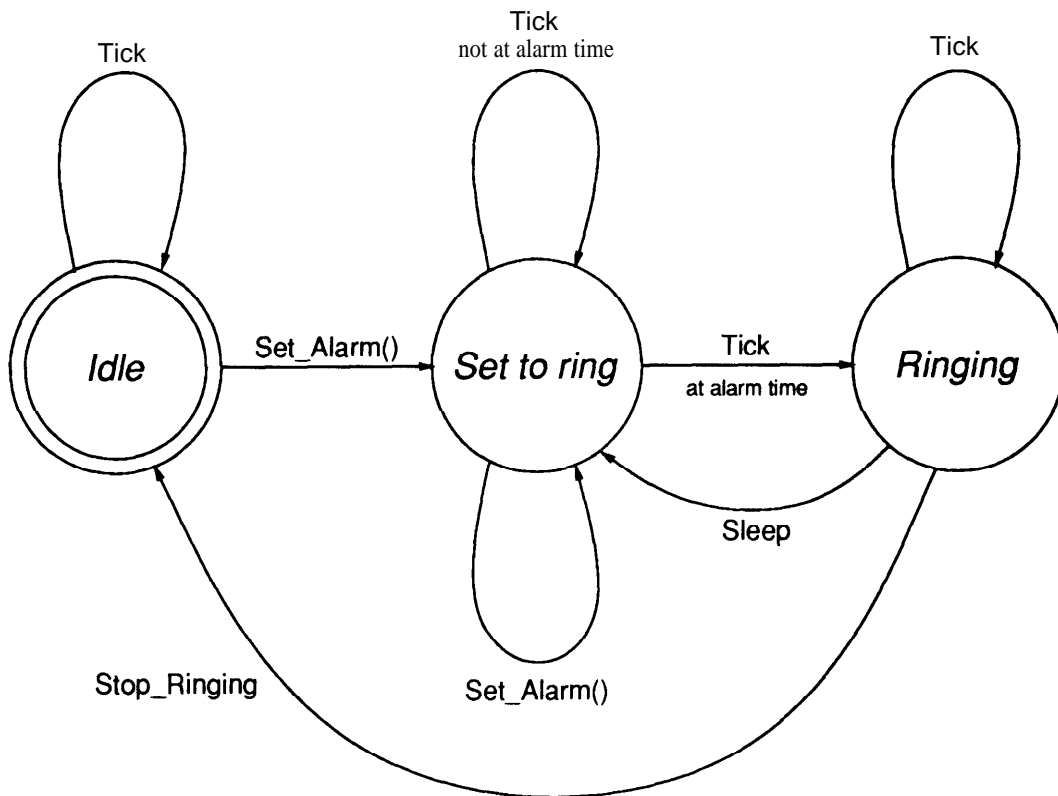 Tick
Tick
not at alarm time
Tick
Idle
Set_Alarm()
Set to ring
Tick
at alarm time
Ringing
Sleep
Stop_Ringing
Set_Alarm()